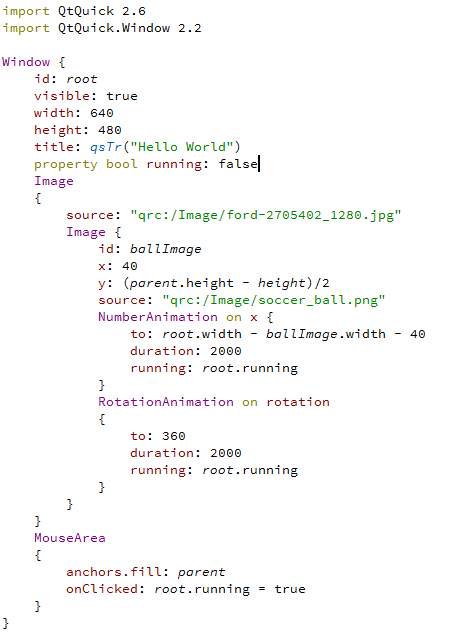 import QtQuick 2.6
import QtQuick.Window 2.2

Window {
    id: root
    visible: true
    width: 640
    height: 480
    title: qsTr("Hello World")
    property bool running: false
    Image
    {
        source: "qrc:/Image/ford-2705402_1280.jpg"
        Image {
            id: ballImage
            x: 40
            y: (parent.height - height)/2
            source: "qrc:/Image/soccer_ball.png"
            NumberAnimation on x {
                to: root.width - ballImage.width - 40
                duration: 2000
                running: root.running
            }
            RotationAnimation on rotation
            {
                to: 360
                duration: 2000
                running: root.running
            }
        }
    }
    MouseArea
    {
        anchors.fill: parent
        onClicked: root.running = true
    }
}